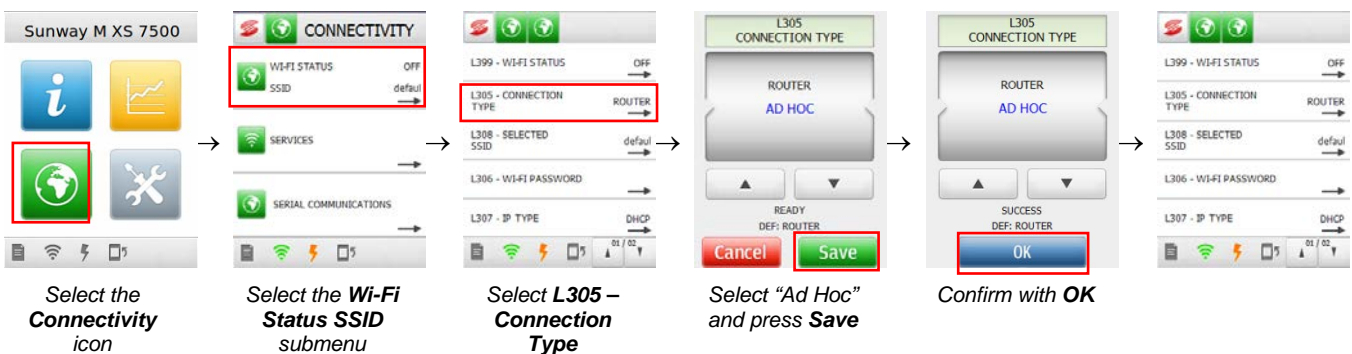 Sunway M XS 7500
CONNECTIVITY
WI-FI STATUS OFF
SSID defaul
SERVICES
SERIAL COMMUNICATIONS
L399 - WI-FI STATUS OFF
L305 - CONNECTION
TYPE ROUTER
L308 - SELECTED
SSID defaul
L306 - WI-FI PASSWORD
L307 - IP TYPE DHCP
01 / 02
L305
CONNECTION TYPE
ROUTER
AD HOC
READY
DEF: ROUTER
Cancel Save
L305
CONNECTION TYPE
ROUTER
AD HOC
SUCCESS
DEF: ROUTER
OK
L399 - WI-FI STATUS OFF
L305 - CONNECTION
TYPE ROUTER
L308 - SELECTED
SSID defaul
L306 - WI-FI PASSWORD
L307 - IP TYPE DHCP
01 / 02
Select the
Connectivity
icon
Select the Wi-Fi
Status SSID
submenu
Select L305 –
Connection
Type
Select “Ad Hoc”
and press Save
Confirm with OK